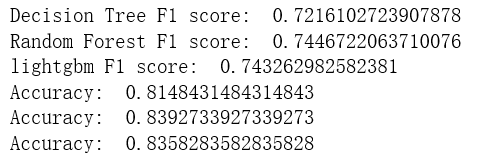 Decision Tree F1 score:  0.7216102723907878
Random Forest F1 score:  0.7446722063710076
lightgbm F1 score:  0.743262982582381
Accuracy:  0.8148431484314843
Accuracy:  0.8392733927339273
Accuracy:  0.8358283582835828